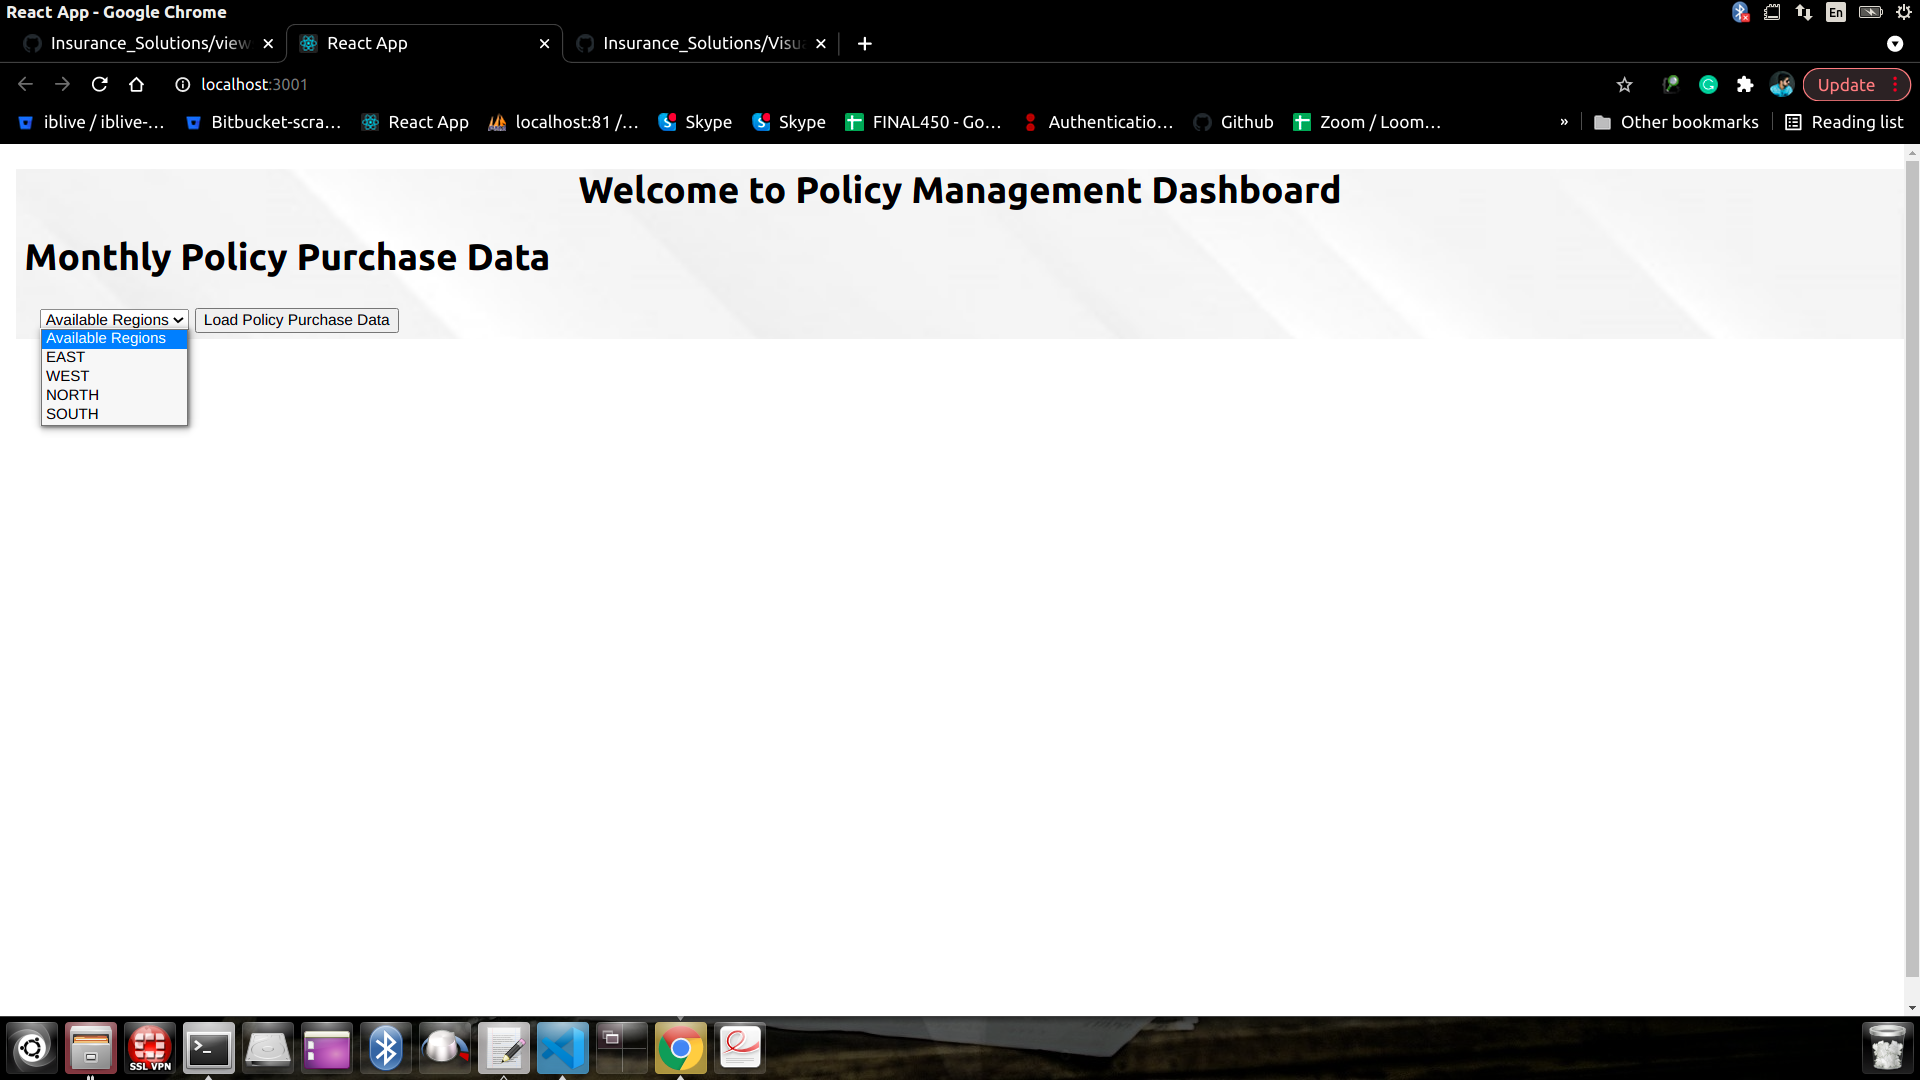 React App - Google Chrome
En
Insurance_Solutions/view
React App
Insurance_Solutions/Visu
localhost:3001
Update
iblive / iblive-...
Bitbucket-scra...
React App
localhost:81 /...
Skype
Skype
FINAL450 - Go...
Authenticatio...
Github
Zoom / Loom...
»
Other bookmarks
Reading list
Welcome to Policy Management Dashboard
Monthly Policy Purchase Data
Available Regions
Load Policy Purchase Data
Available Regions
EAST
WEST
NORTH
SOUTH
SSL VPN